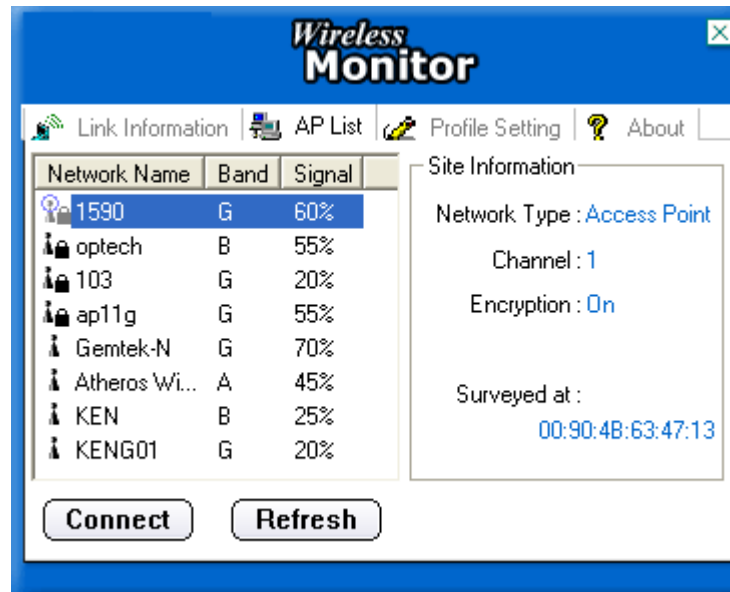 Wireless
Monitor
Link Information AP List Profile Setting About
Network Name Band Signal
1590 G 60%
optech B 55%
103 G 20%
ap11g G 55%
Gemtek-N G 70%
Atheros Wi... A 45%
KEN B 25%
KENG01 G 20%
Site Information
Network Type : Access Point
Channel : 1
Encryption : On
Surveyed at :
00:90:4B:63:47:13
Connect Refresh